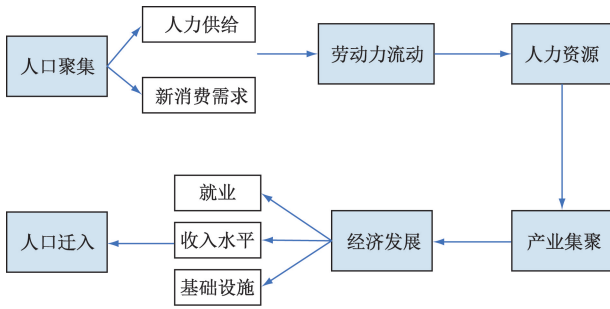 人口聚集
人力供给
新消费需求
劳动力流动
人力资源
产业集聚
经济发展
就业
收入水平
基础设施
人口迁入